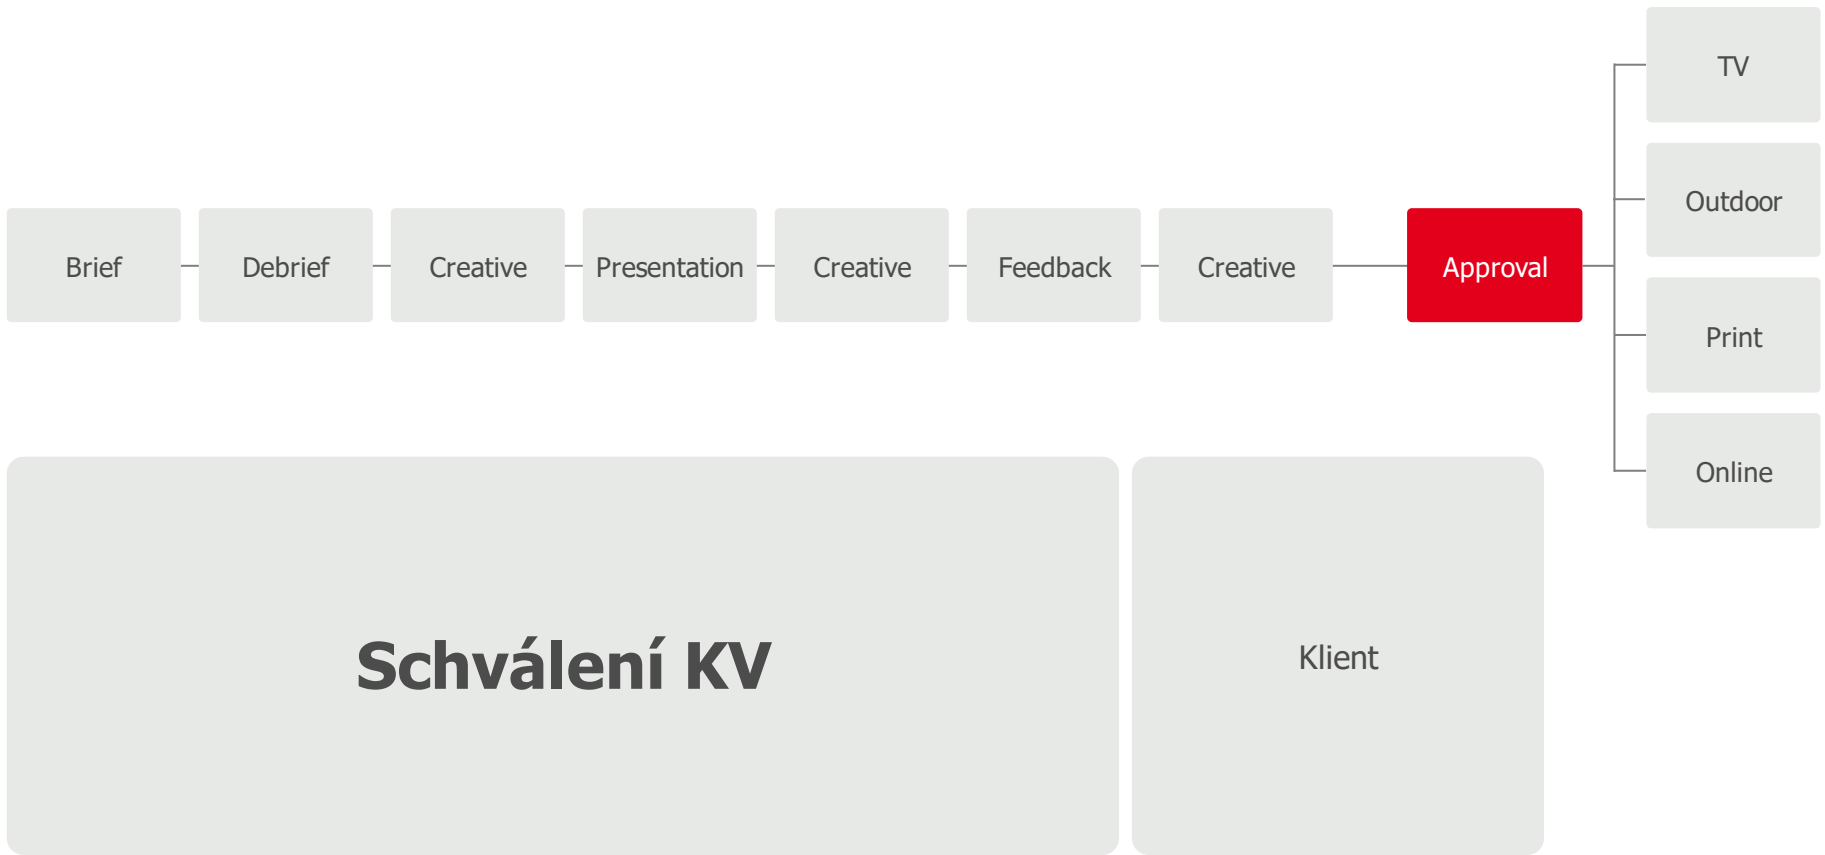 TV
Outdoor
Brief
Debrief
Creative
Presentation
Creative
Feedback
Creative
Approval
Print
Online
Schválení KV
Klient